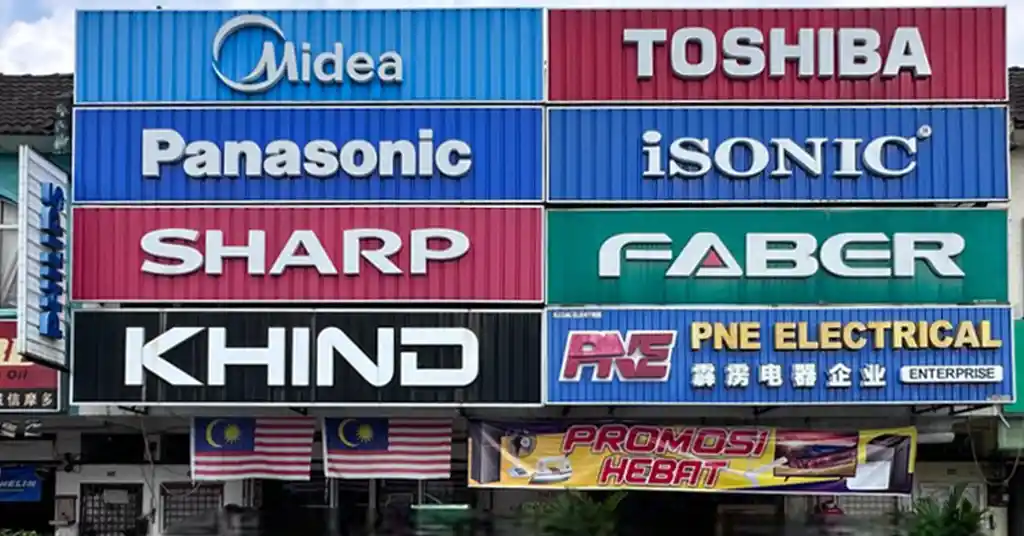 Midea
TOSHIBA
Panasonic
iSONIC
SHARP
FABER
KHIND
PNE
PNE ELECTRICAL
霹雳电器企业
ENTERPRISE
PHILIPS
PROMOSI
HEBAT